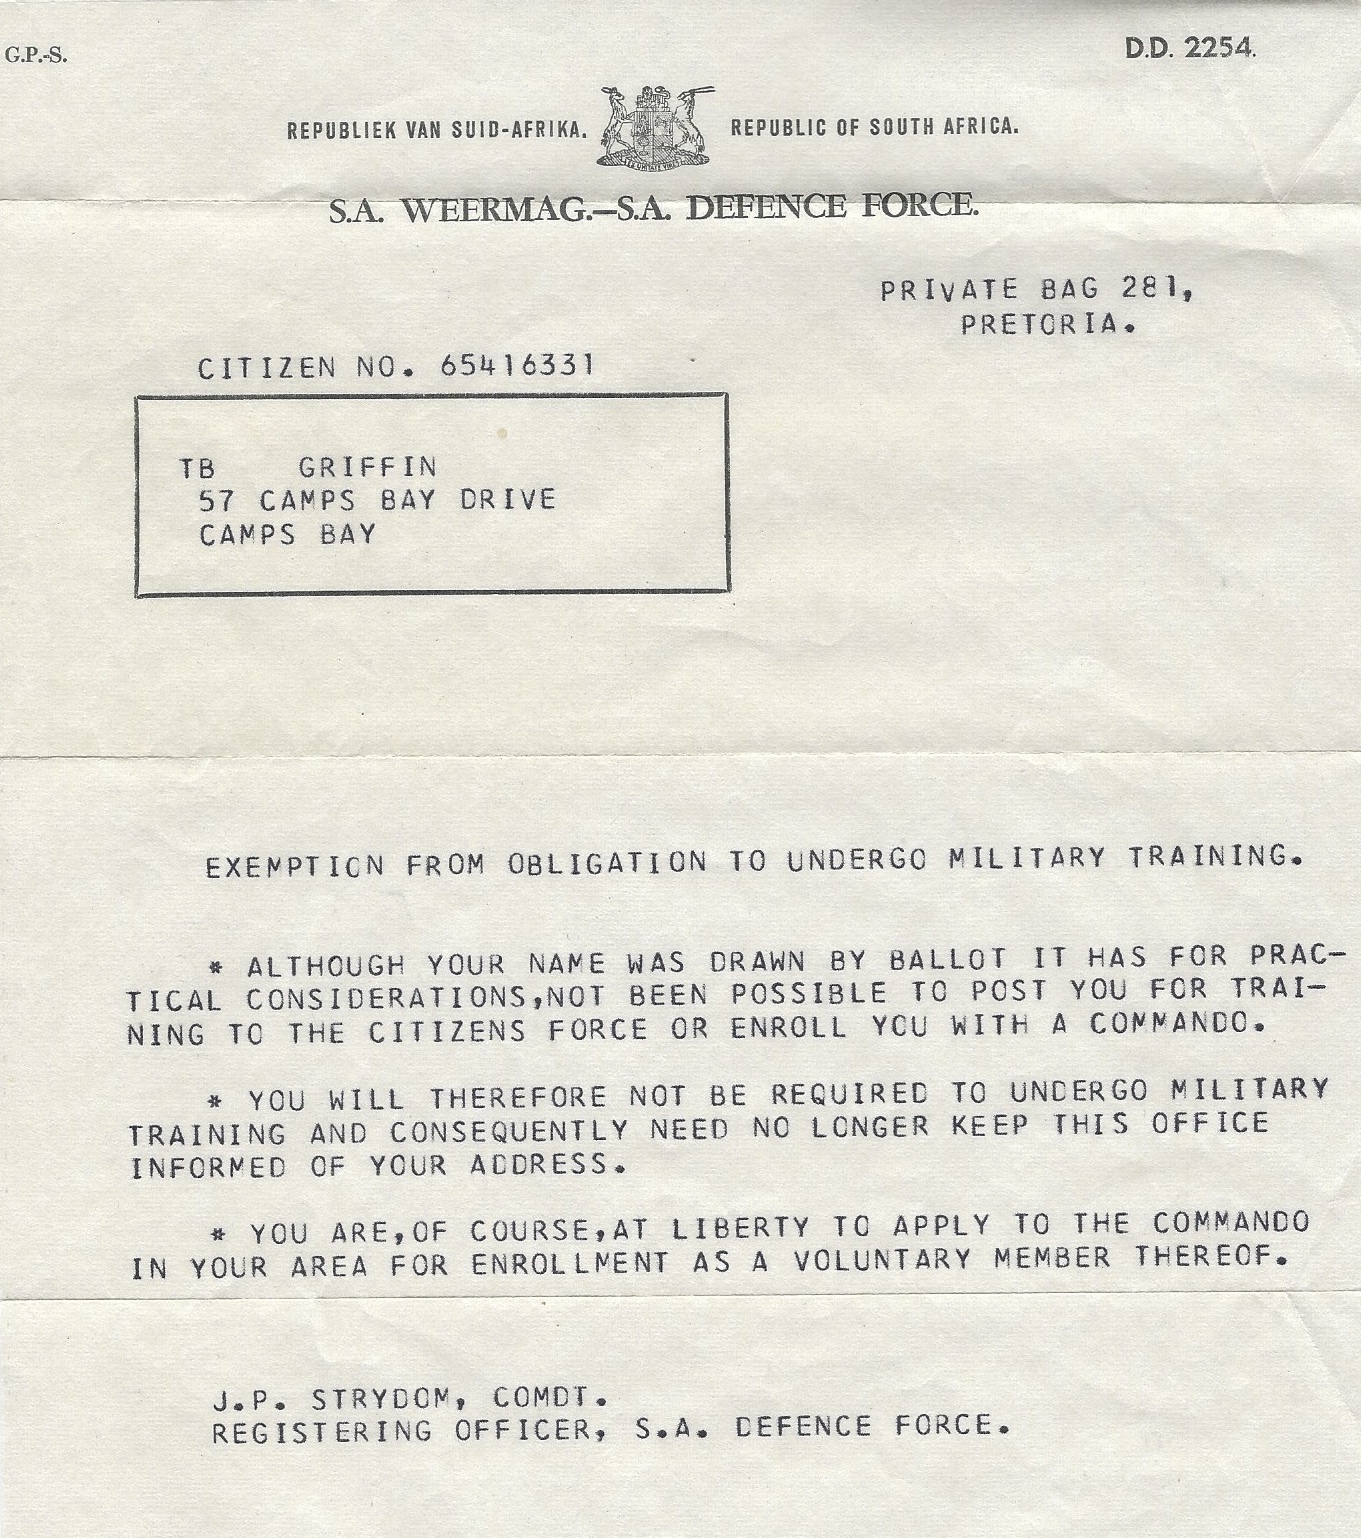 G.P.-S.
D.D. 2254.
REPUBLIEK VAN SUID-AFRIKA. REPUBLIC OF SOUTH AFRICA.
S.A. WEERMAG.—S.A. DEFENCE FORCE.
PRIVATE BAG 281,
PRETORIA.
CITIZEN NO. 65416331
TB GRIFFIN
57 CAMPS BAY DRIVE
CAMPS BAY
EXEMPTION FROM OBLIGATION TO UNDERGO MILITARY TRAINING.
* ALTHOUGH YOUR NAME WAS DRAWN BY BALLOT IT HAS FOR PRAC-
TICAL CONSIDERATIONS,NOT BEEN POSSIBLE TO POST YOU FOR TRAI-
NING TO THE CITIZENS FORCE OR ENROLL YOU WITH A COMMANDO.
* YOU WILL THEREFORE NOT BE REQUIRED TO UNDERGO MILITARY
TRAINING AND CONSEQUENTLY NEED NO LONGER KEEP THIS OFFICE
INFORMED OF YOUR ADDRESS.
* YOU ARE,OF COURSE,AT LIBERTY TO APPLY TO THE COMMANDO
IN YOUR AREA FOR ENROLLMENT AS A VOLUNTARY MEMBER THEREOF.
J.P. STRYDOM, COMDT.
REGISTERING OFFICER, S.A. DEFENCE FORCE.